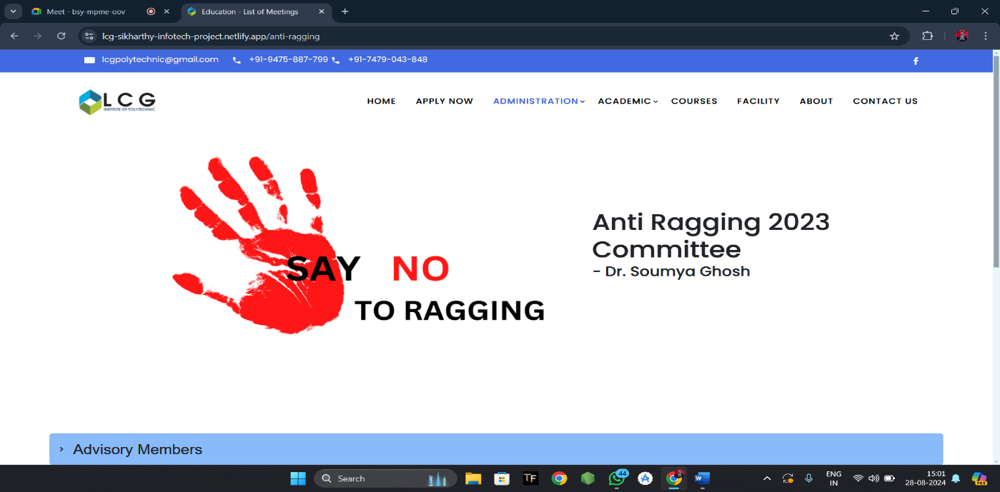 Meet - bsy-mpme-oov
Education - List of Meetings
lcg-sikharthy-infotech-project.netlify.app/anti-ragging
lcgpolytechnic@gmail.com +91-9475-887-799 +91-7479-043-848
LCG
INSTITUTE OF POLYTECHNIC
HOME APPLY NOW ADMINISTRATION ACADEMIC COURSES FACILITY ABOUT CONTACT US
SAY NO
TO RAGGING
Anti Ragging 2023
Committee
- Dr. Soumya Ghosh
Advisory Members
Search
TF
44
W
ENG
IN
15:01
28-08-2024
PRE